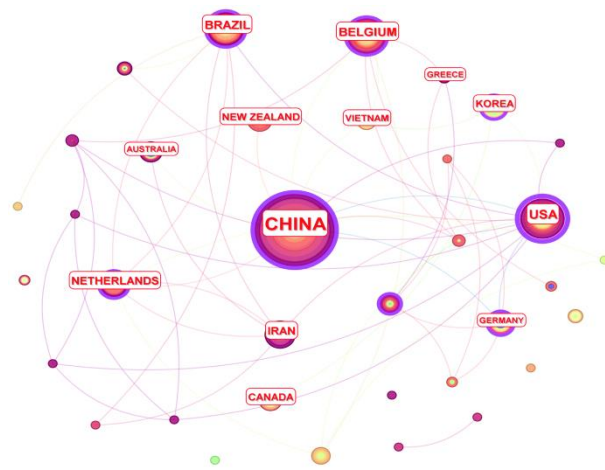 BRAZIL
BELGIUM
GREECE
KOREA
NEW ZEALAND
VIETNAM
AUSTRALIA
CHINA
USA
NETHERLANDS
IRAN
GERMANY
CANADA